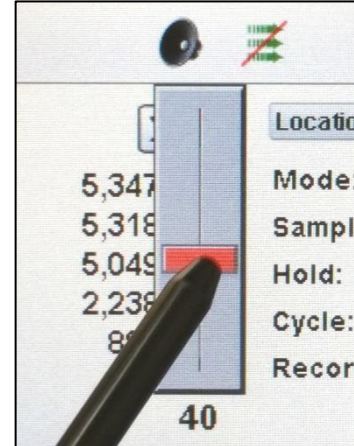 Locatio
5,347 Mode:
5,318 Sampl
5,049 Hold:
2,238 Cycle:
Recor
40